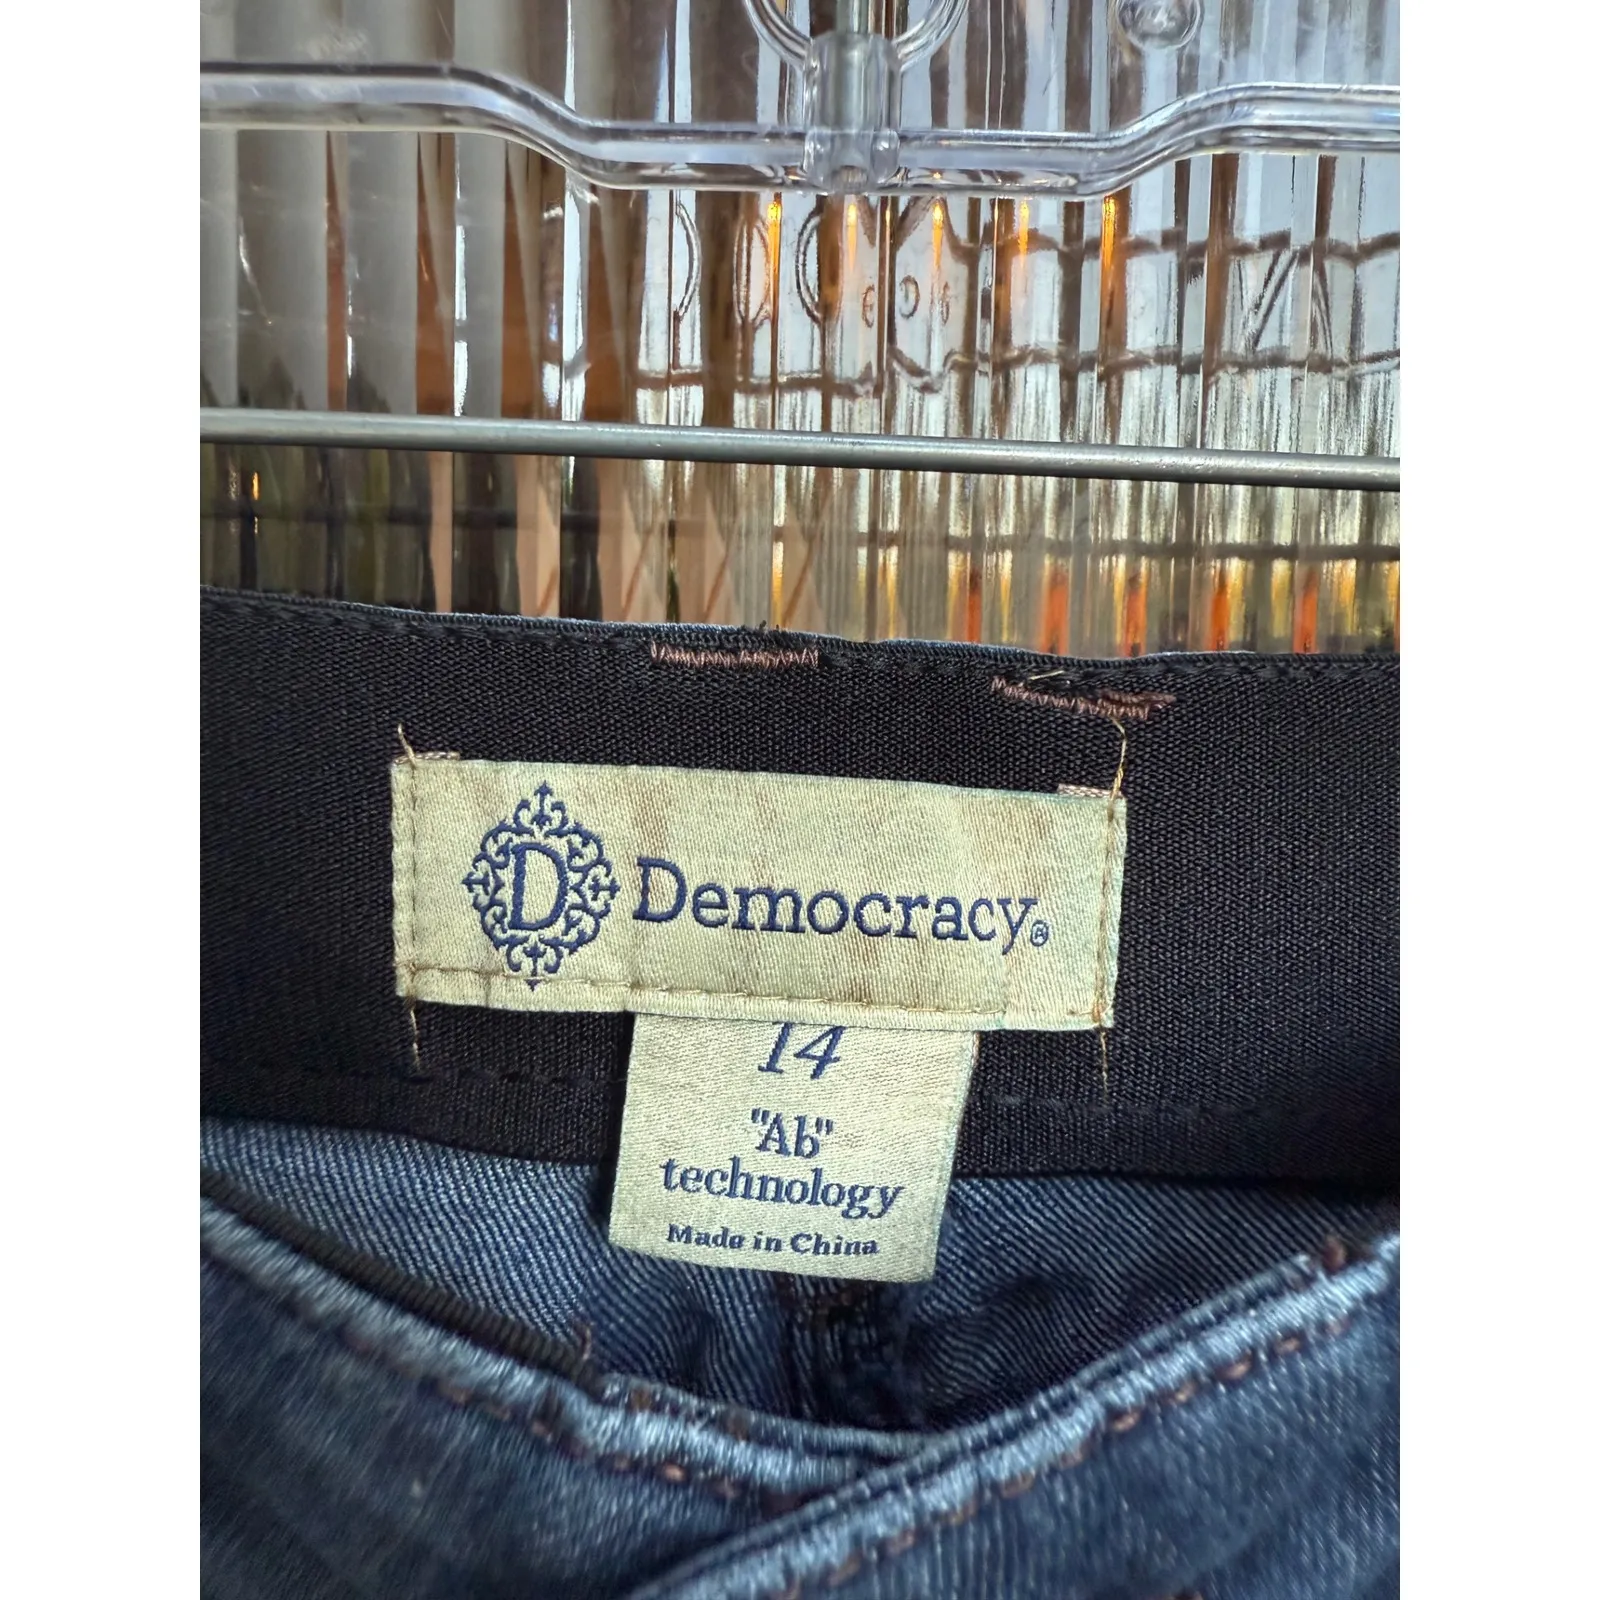 D Democracy®
14
"Ab"
technology
Made in China